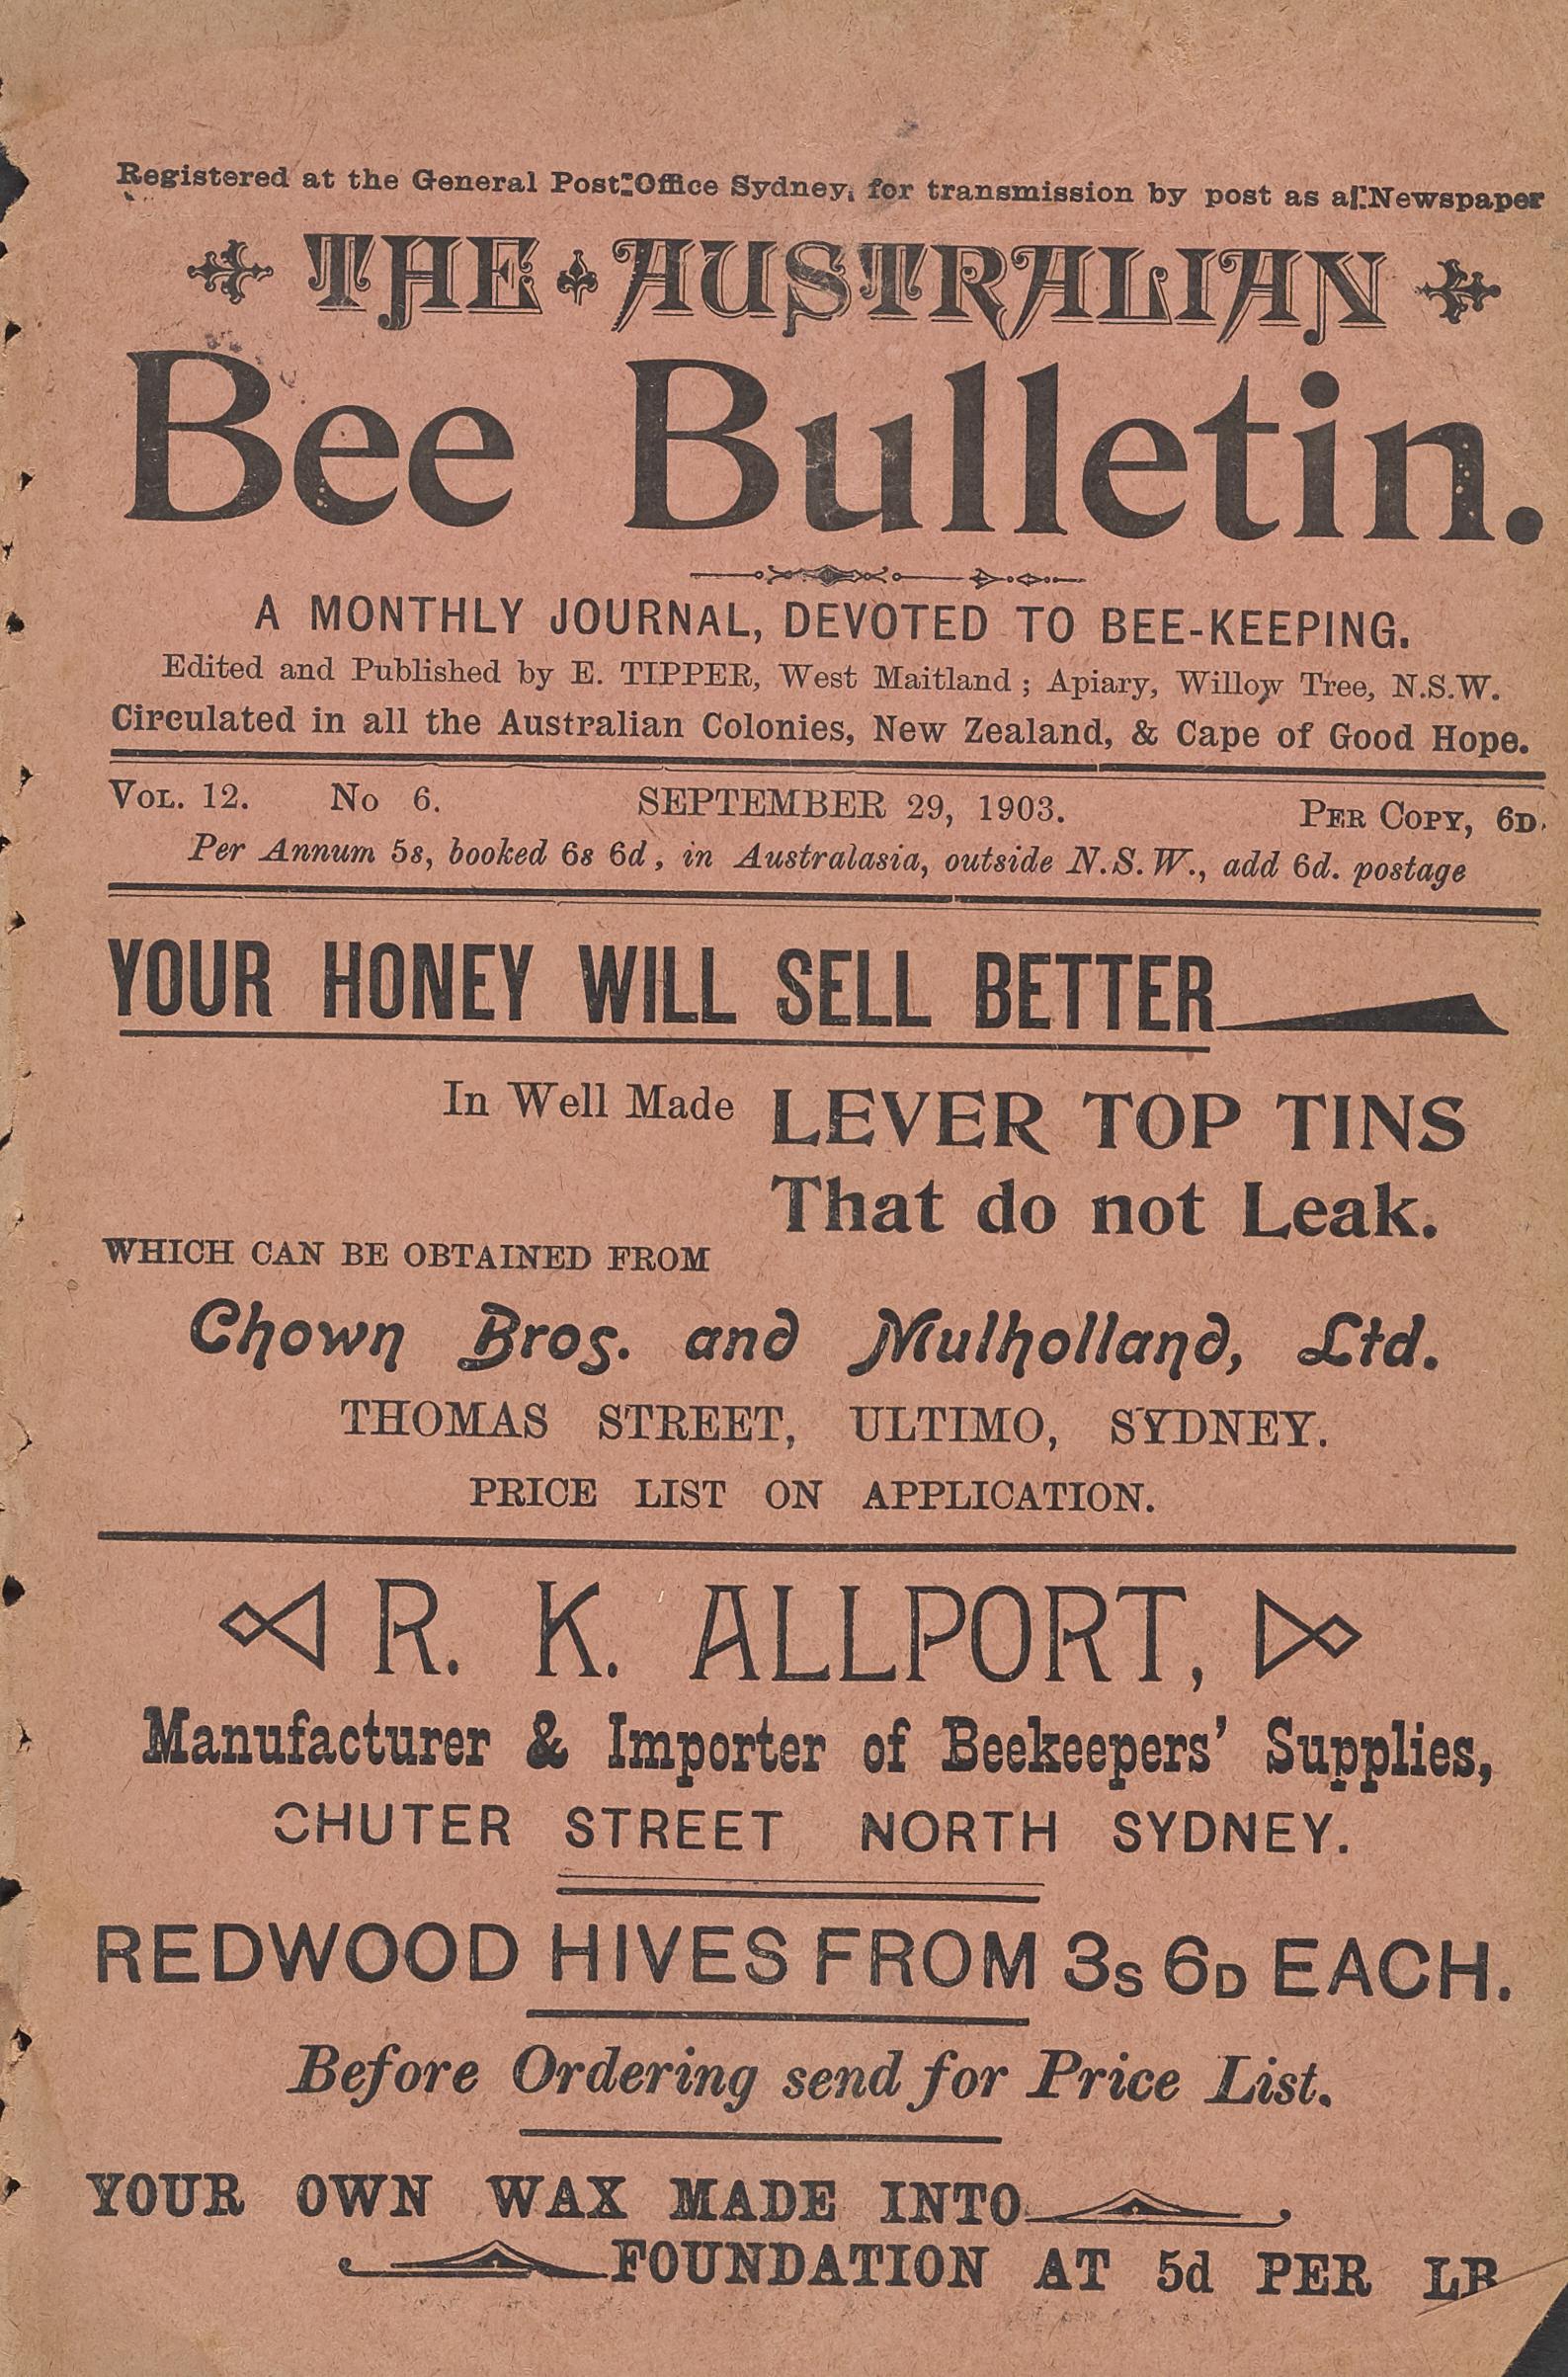 Registered at the General Post Office Sydney, for transmission by post as a Newspaper
THE AUSTRALIAN
Bee Bulletin.
A MONTHLY JOURNAL, DEVOTED TO BEE-KEEPING.
Edited and Published by E. TIPPER, West Maitland ; Apiary, Willow Tree, N.S.W.
Circulated in all the Australian Colonies, New Zealand, & Cape of Good Hope.
VOL. 12. No 6. SEPTEMBER 29, 1903. PER COPY, 6D.
Per Annum 5s, booked 6s 6d, in Australasia, outside N.S.W., add 6d. postage
YOUR HONEY WILL SELL BETTER
In Well Made LEVER TOP TINS
That do not Leak.
WHICH CAN BE OBTAINED FROM
Chown Bros. and Mulholland, Ltd.
THOMAS STREET, ULTIMO, SYDNEY.
PRICE LIST ON APPLICATION.
R. K. ALLPORT,
Manufacturer & Importer of Beekeepers' Supplies,
CHUTER STREET NORTH SYDNEY.
REDWOOD HIVES FROM 3s 6D EACH.
Before Ordering send for Price List.
YOUR OWN WAX MADE INTO
FOUNDATION AT 5d PER LB